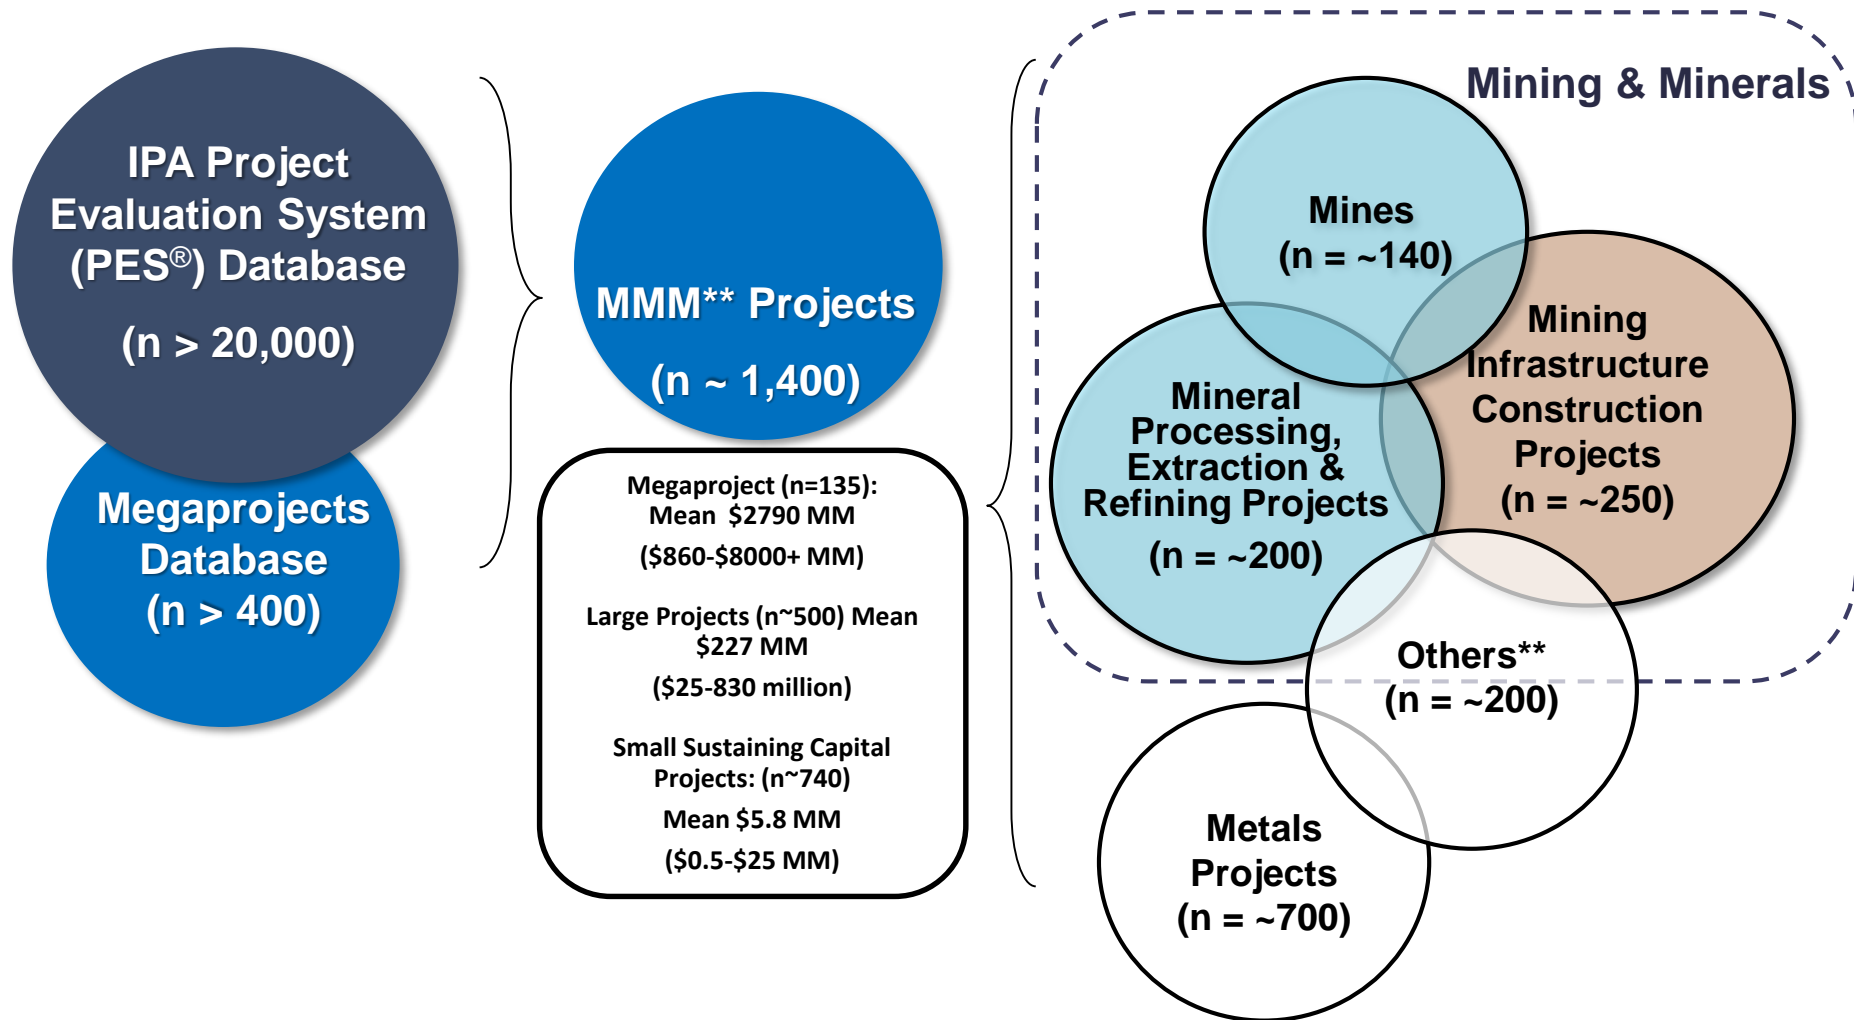 IPA Project
Evaluation System
(PES®) Database
(n > 20,000)
Megaprojects
Database
(n > 400)
MMM** Projects
(n ~ 1,400)
Megaproject (n=135):
Mean $2790 MM
($860-$8000+ MM)
Large Projects (n~500) Mean
$227 MM
($25-830 million)
Small Sustaining Capital
Projects: (n~740)
Mean $5.8 MM
($0.5-$25 MM)
Mining & Minerals
Mines
(n = ~140)
Mining
Infrastructure
Construction
Projects
(n = ~250)
Mineral
Processing,
Extraction &
Refining Projects
(n = ~200)
Others**
(n = ~200)
Metals
Projects
(n = ~700)